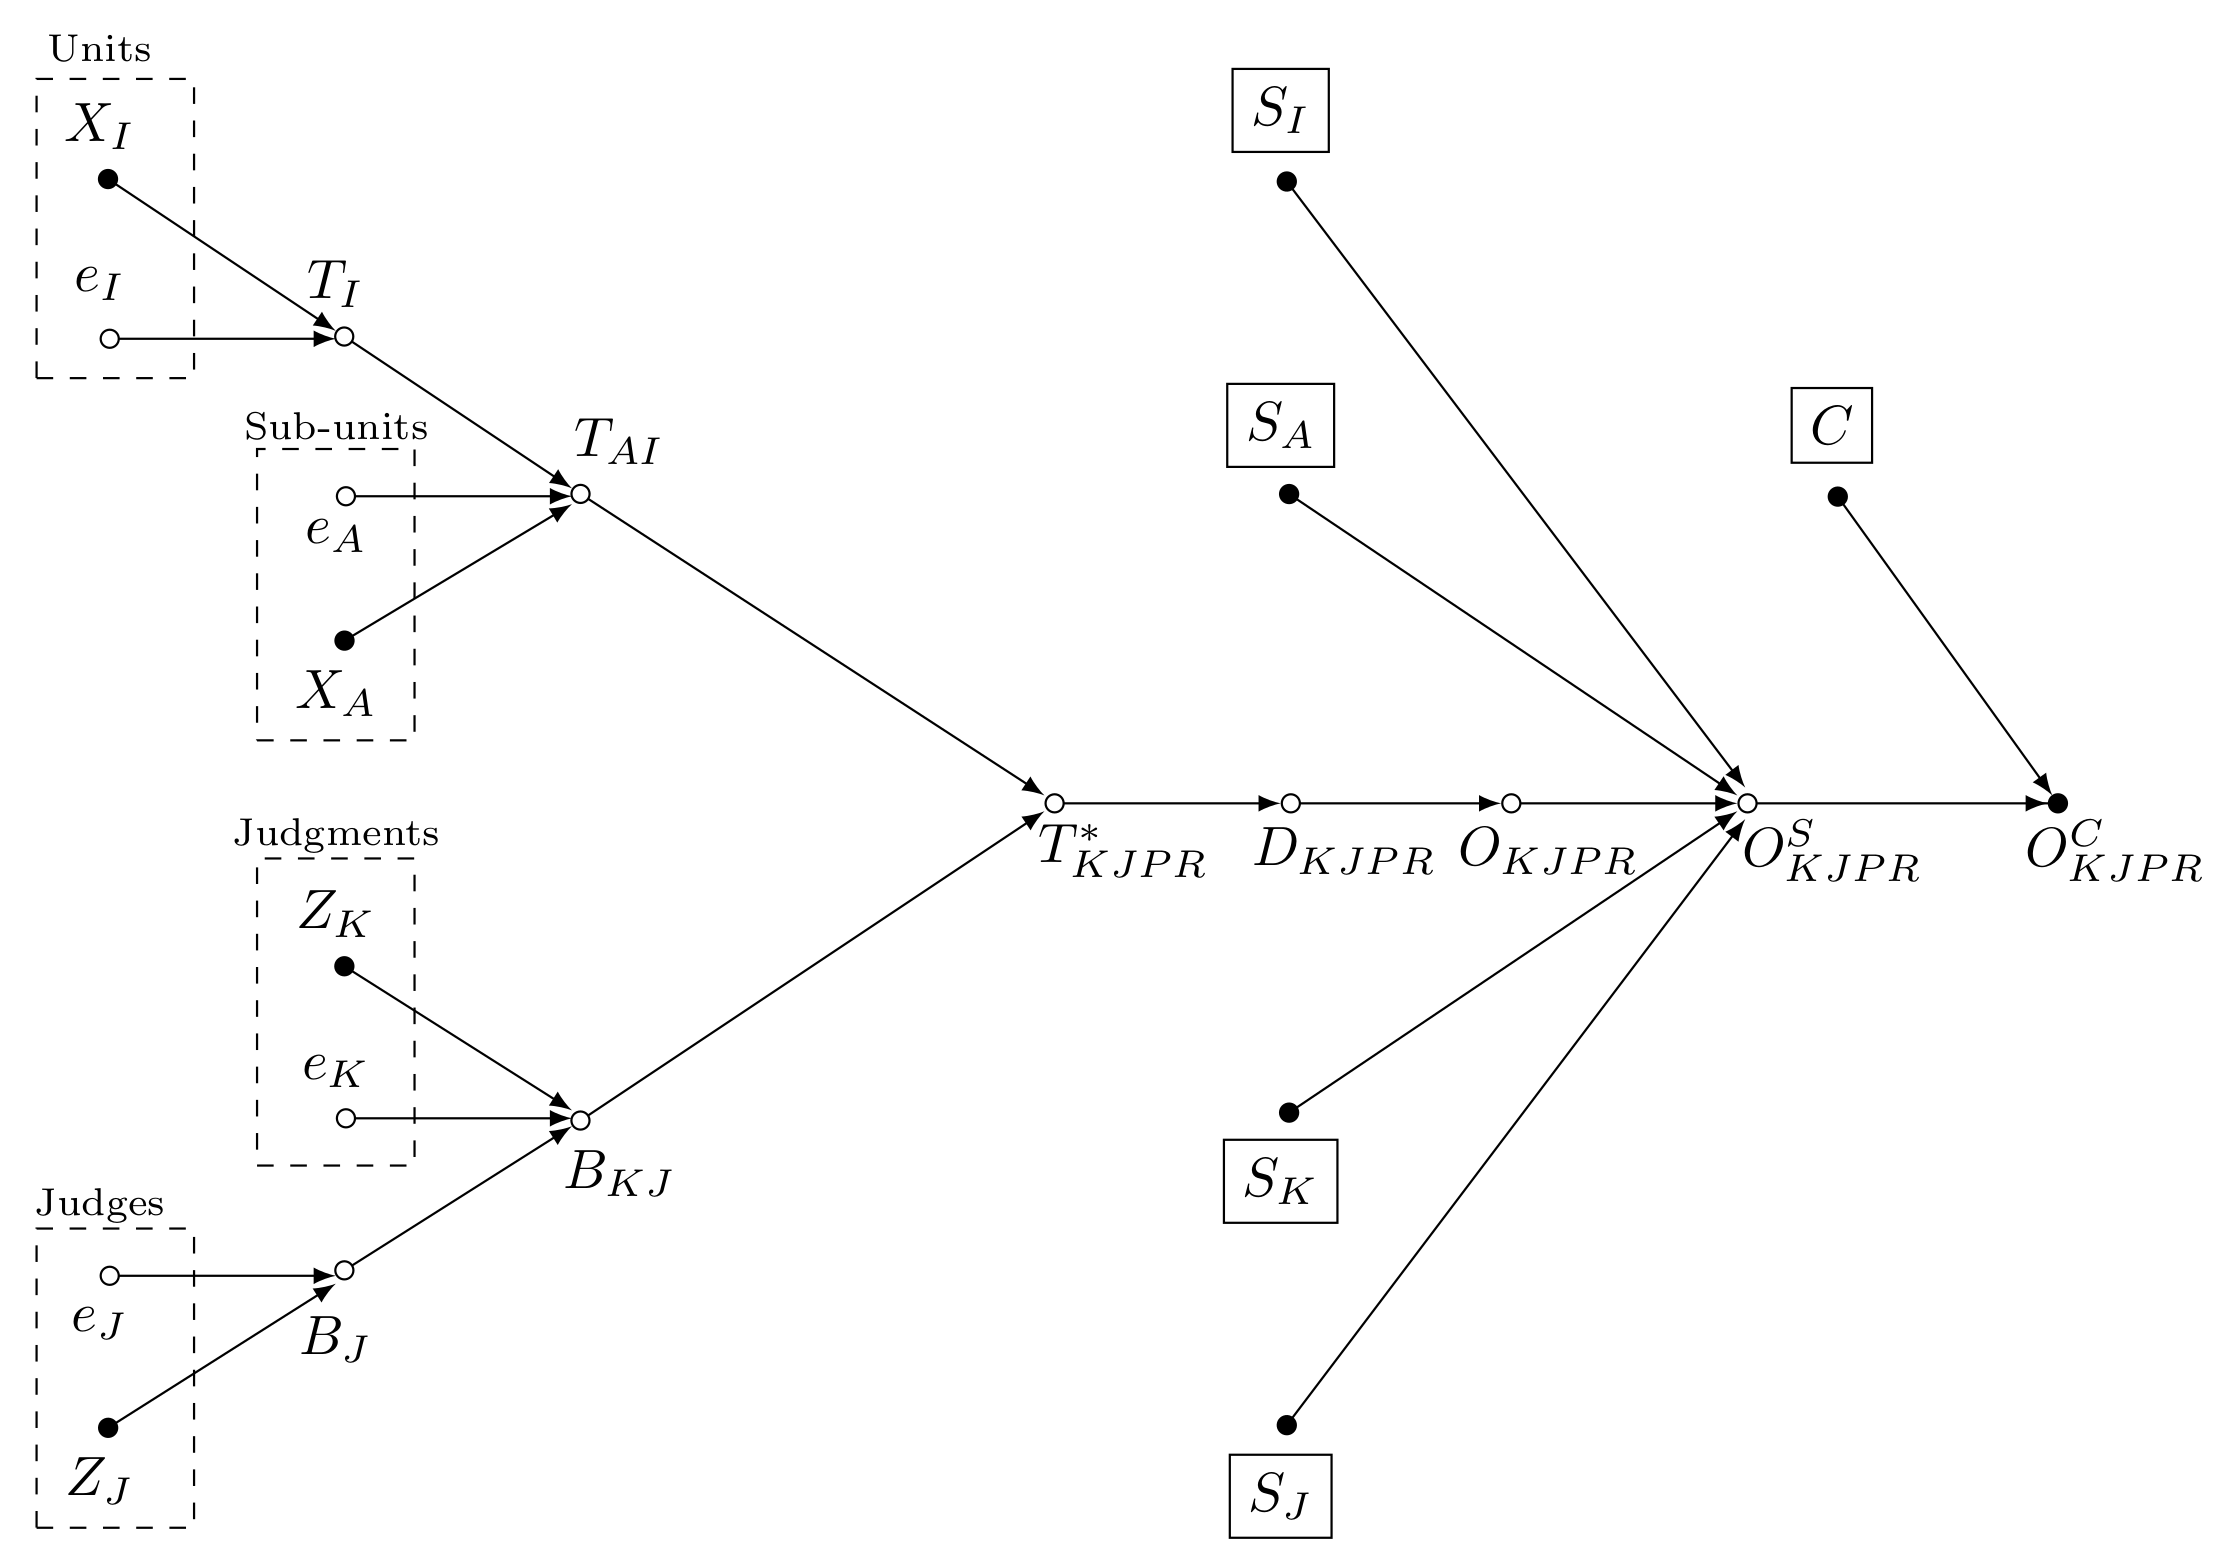 Units
X_I
e_I
T_I
Sub-units
e_A
X_A
T_{AI}
Judgments
Z_K
e_K
B_{KJ}
Judges
e_J
Z_J
B_J
T^*_{KJPR}
D_{KJPR}
O_{KJPR}
O^S_{KJPR}
O^C_{KJPR}
S_I
S_A
C
S_K
S_J